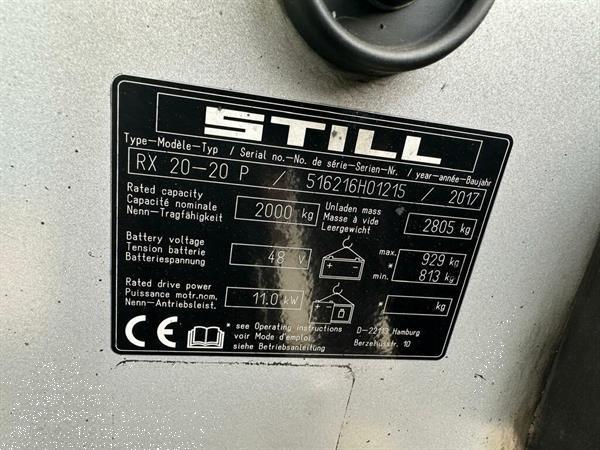 STILL
Type-Modèle-Typ / Serial no.-No. de série-Serien-Nr. / year-année-Baujahr
RX 20-20 P / 516216H01215 / 2017
Rated capacity
Capacité nominale
Nenn-Tragfähigkeit
2000 kg
Unladen mass
Masse à vide
Leergewicht
2805 kg
Battery voltage
Tension batterie
Batteriespannung
48 V
max. 929 kg
min. 813 kg
Rated drive power
Puissance motr.nom.
Nenn-Antriebsleist.
11.0 kW
* kg
CE
* see Operating instructions
voir Mode d'emploi
siehe Betriebsanleitung
D-22113 Hamburg
Berzeliusstr. 10